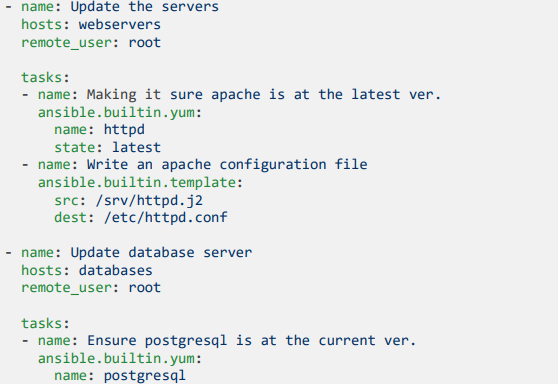 - name: Update the servers
  hosts: webservers
  remote_user: root
  tasks:
  - name: Making it sure apache is at the latest ver.
    ansible.builtin.yum:
      name: httpd
      state: latest
  - name: Write an apache configuration file
    ansible.builtin.template:
      src: /srv/httpd.j2
      dest: /etc/httpd.conf
- name: Update database server
  hosts: databases
  remote_user: root
  tasks:
  - name: Ensure postgresql is at the current ver.
    ansible.builtin.yum:
      name: postgresql